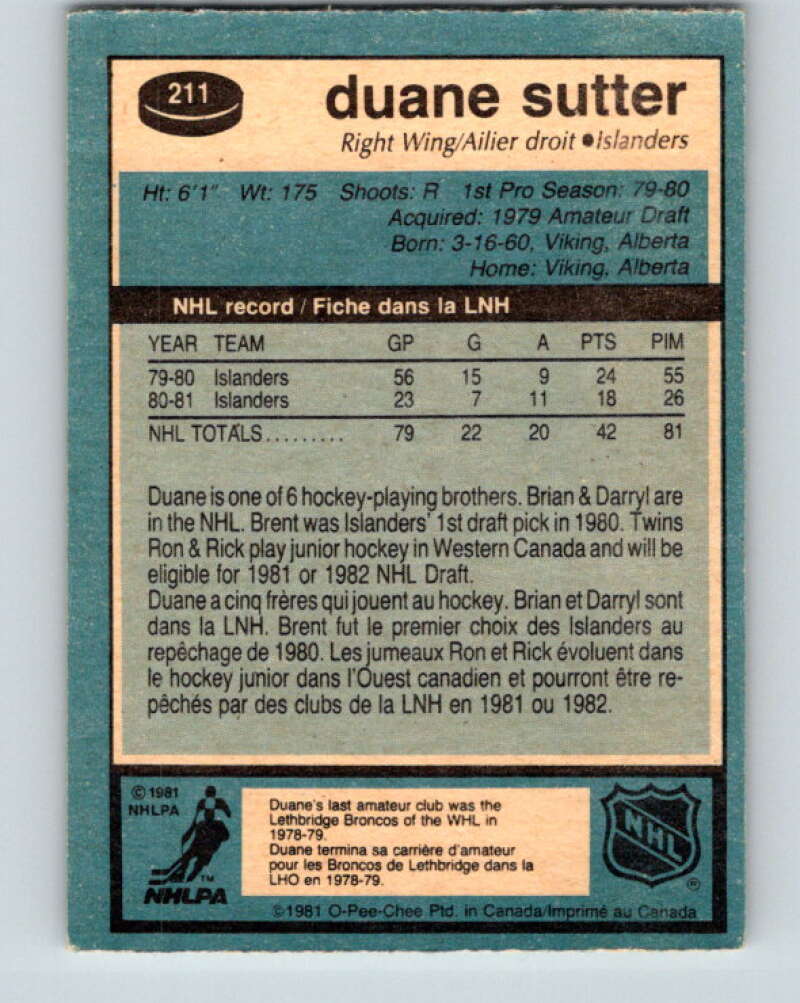 211
duane sutter
Right Wing/Ailier droit ●Islanders
Ht: 6'1" Wt: 175 Shoots: R 1st Pro Season: 79-80
Acquired: 1979 Amateur Draft
Born: 3-16-60, Viking, Alberta
Home: Viking, Alberta
NHL record / Fiche dans la LNH
YEAR TEAM GP G A PTS PIM
79-80 Islanders 56 15 9 24 55
80-81 Islanders 23 7 11 18 26
NHL TOTALS......... 79 22 20 42 81
Duane is one of 6 hockey-playing brothers. Brian & Darryl are
in the NHL. Brent was Islanders' 1st draft pick in 1980. Twins
Ron & Rick play junior hockey in Western Canada and will be
eligible for 1981 or 1982 NHL Draft.
Duane a cinq frères qui jouent au hockey. Brian et Darryl sont
dans la LNH. Brent fut le premier choix des Islanders au
repêchage de 1980. Les jumeaux Ron et Rick évoluent dans
le hockey junior dans l'Ouest canadien et pourront être re-
pêchés par des clubs de la LNH en 1981 ou 1982.
© 1981
NHLPA
TM
NHLPA
Duane's last amateur club was the
Lethbridge Broncos of the WHL in
1978-79.
Duane termina sa carrière d'amateur
pour les Broncos de Lethbridge dans la
LHO en 1978-79.
NHL
®
©1981 O-Pee-Chee Ptd. in Canada/Imprimé au Canada